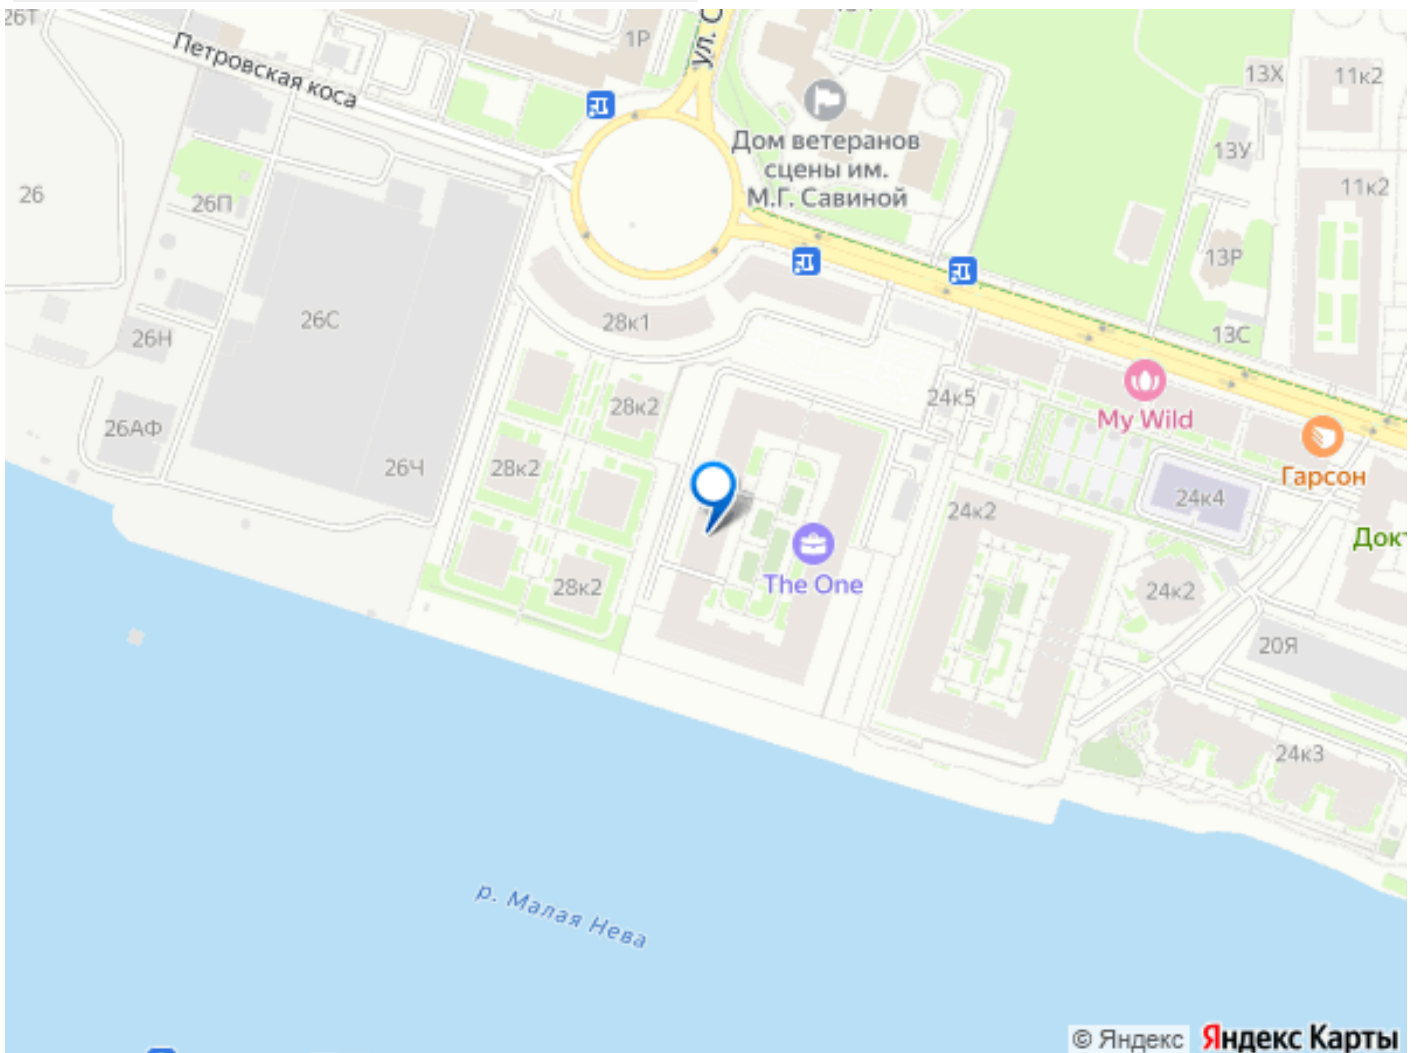 26Т
Петровская коса
1Р
ул. С
Дом ветеранов
сцены им.
М.Г. Савиной
13Х
11к2
13У
11к2
26
26П
13Р
26С
28к1
26Н
13С
28к2
24к5
My Wild
26АФ
26Ч
28к2
Гарсон
24к2
24к4
Докт
The One
28к2
24к2
20Я
24к3
р. Малая Нева
© Яндекс
Яндекс Карты